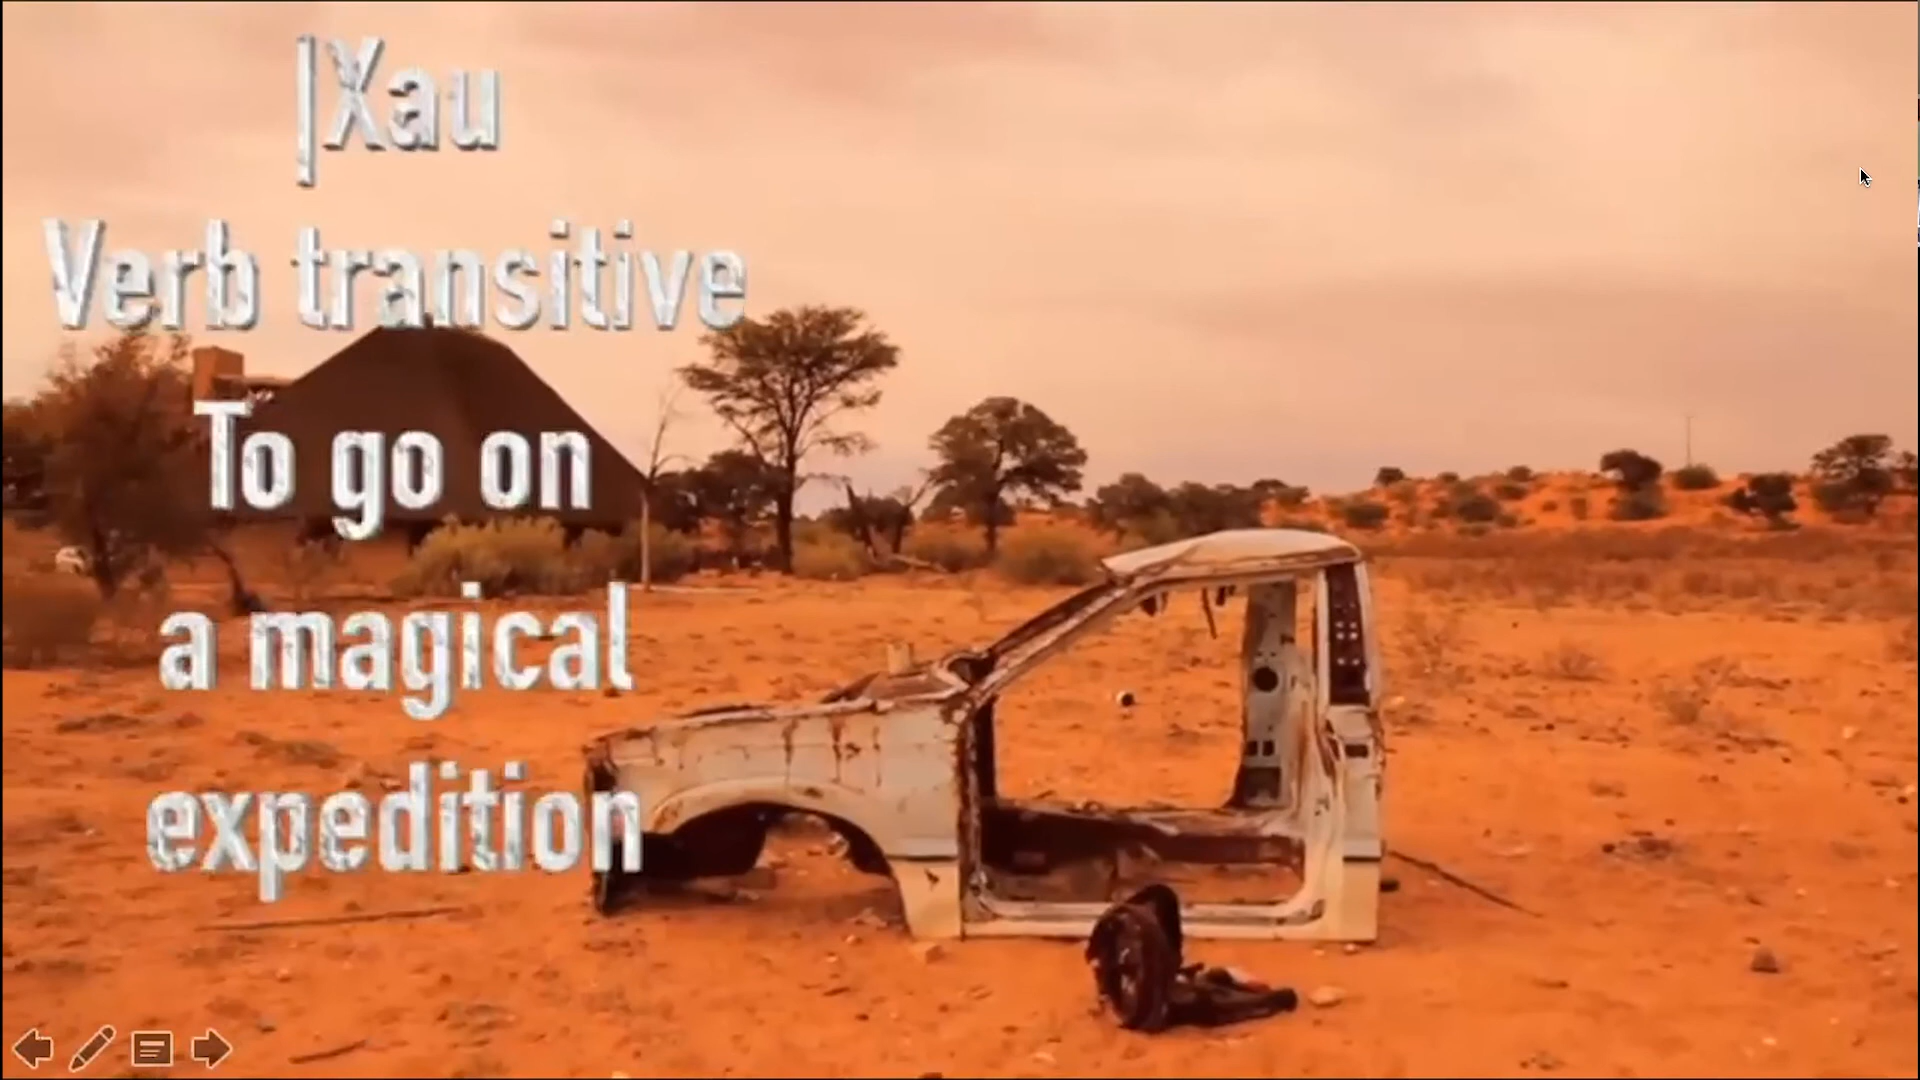 |Xau
Verb transitive
To go on
a magical
expedition